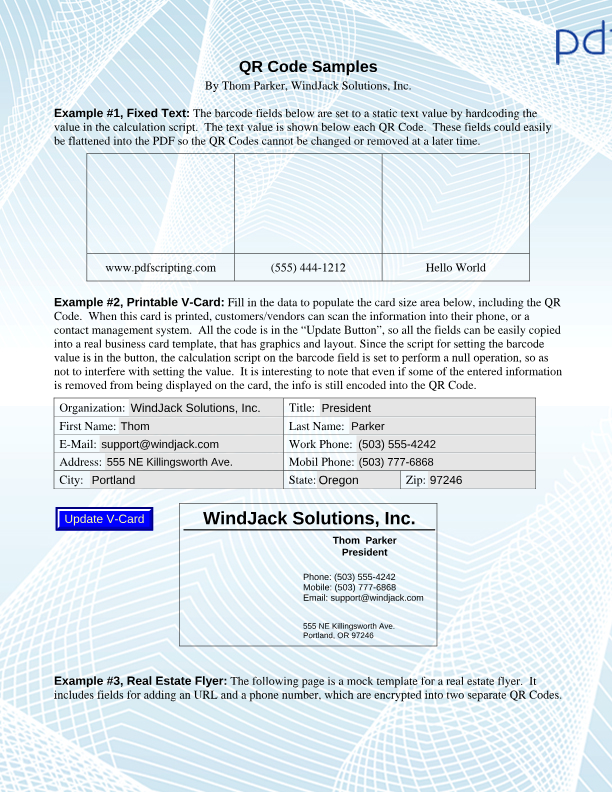 pdf
QR Code Samples
By Thom Parker, WindJack Solutions, Inc.
Example #1, Fixed Text: The barcode fields below are set to a static text value by hardcoding the
value in the calculation script.  The text value is shown below each QR Code.  These fields could easily
be flattened into the PDF so the QR Codes cannot be changed or removed at a later time.
www.pdfscripting.com (555) 444-1212 Hello World
Example #2, Printable V-Card: Fill in the data to populate the card size area below, including the QR
Code.  When this card is printed, customers/vendors can scan the information into their phone, or a
contact management system.  All the code is in the “Update Button”, so all the fields can be easily copied
into a real business card template, that has graphics and layout. Since the script for setting the barcode
value is in the button, the calculation script on the barcode field is set to perform a null operation, so as
not to interfere with setting the value.  It is interesting to note that even if some of the entered information
is removed from being displayed on the card, the info is still encoded into the QR Code.
Organization: WindJack Solutions, Inc. Title: President
First Name: Thom Last Name: Parker
E-Mail: support@windjack.com Work Phone: (503) 555-4242
Address: 555 NE Killingsworth Ave. Mobil Phone: (503) 777-6868
City: Portland State: Oregon Zip: 97246
Update V-Card
WindJack Solutions, Inc.
Thom Parker
President
Phone: (503) 555-4242
Mobile: (503) 777-6868
Email: support@windjack.com
555 NE Killingsworth Ave.
Portland, OR 97246
Example #3, Real Estate Flyer: The following page is a mock template for a real estate flyer.  It
includes fields for adding an URL and a phone number, which are encrypted into two separate QR Codes.